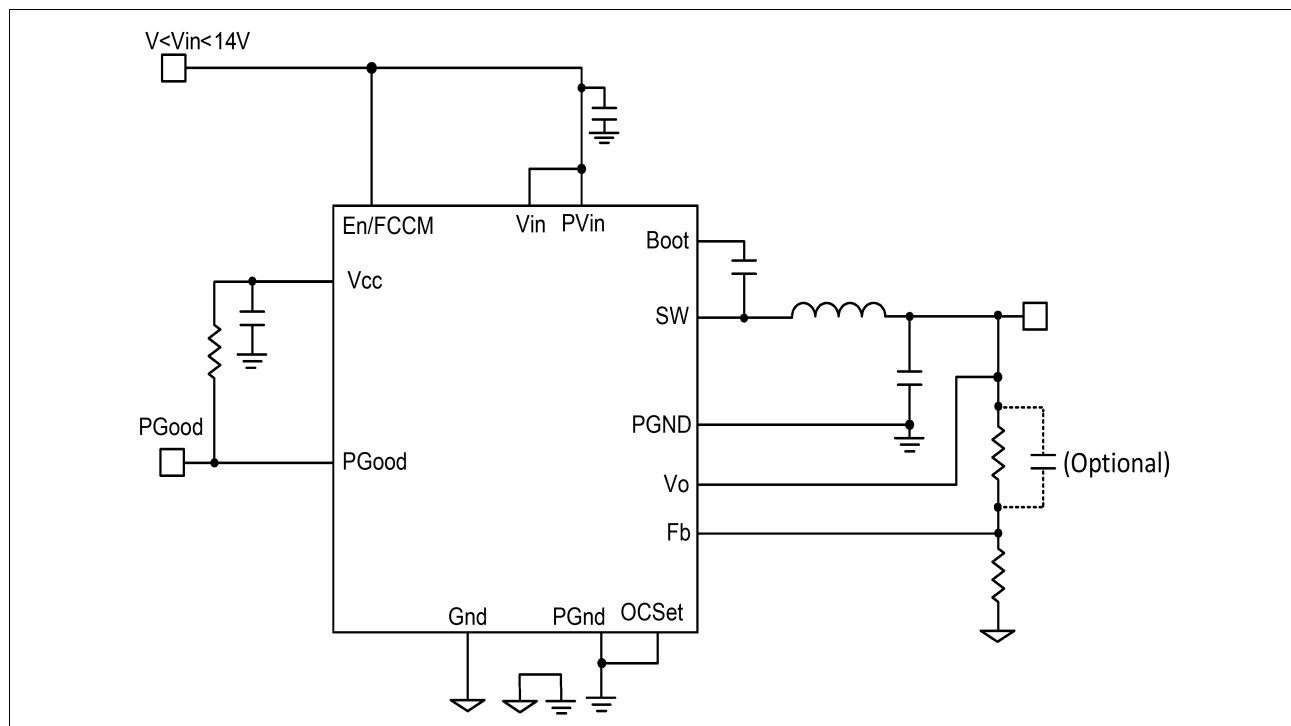 V<Vin<14V
En/FCCM
Vin
PVin
Boot
Vcc
SW
PGood
PGood
PGND
Vo
(Optional)
Fb
Gnd
PGnd
OCSet